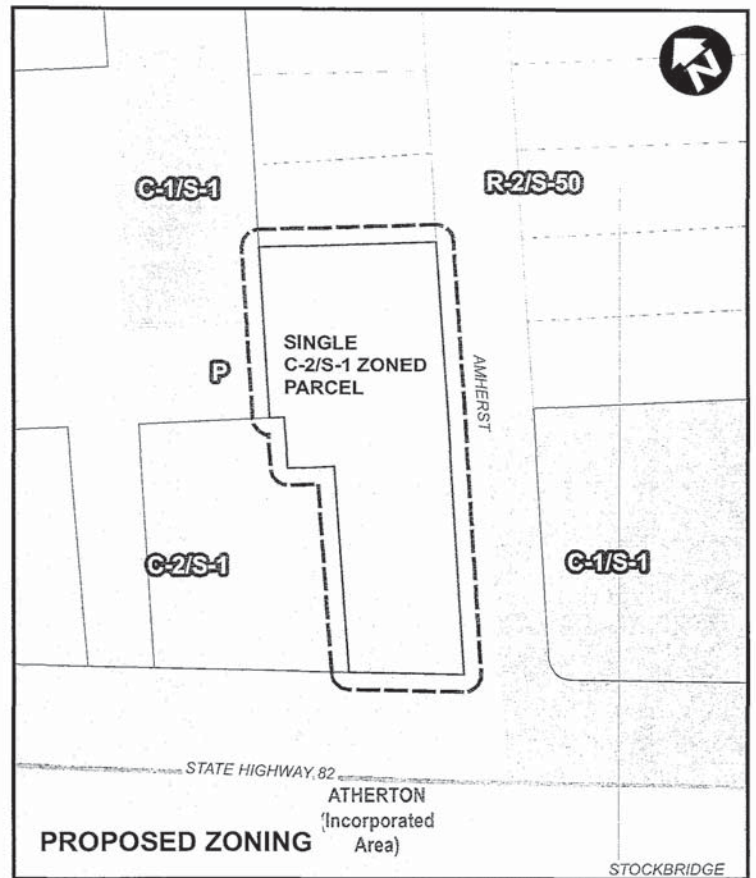 N
C-1/S-1
R-2/S-50
SINGLE
C-2/S-1 ZONED
PARCEL
P
AMHERST
C-2/S-1
C-1/S-1
STATE HIGHWAY 82
ATHERTON
(Incorporated
Area)
PROPOSED ZONING
STOCKBRIDGE